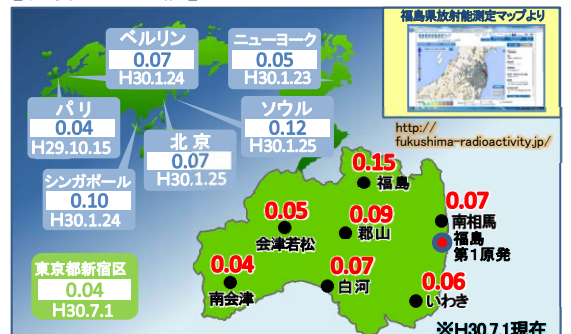 福島県放射能測定マップより
ベルリン
0.07
H30.1.24
ニューヨーク
0.05
H30.1.23
パリ
0.04
H29.10.15
ソウル
0.12
H30.1.25
北京
0.07
H30.1.25
シンガポール
0.10
H30.1.24
http://
fukushima-radioactivity.jp/
0.15
福島
0.07
南相馬
福島
第1原発
0.05
会津若松
0.09
郡山
0.04
南会津
0.07
白河
0.06
いわき
東京都新宿区
0.04
H30.7.1
※H30.7.1現在